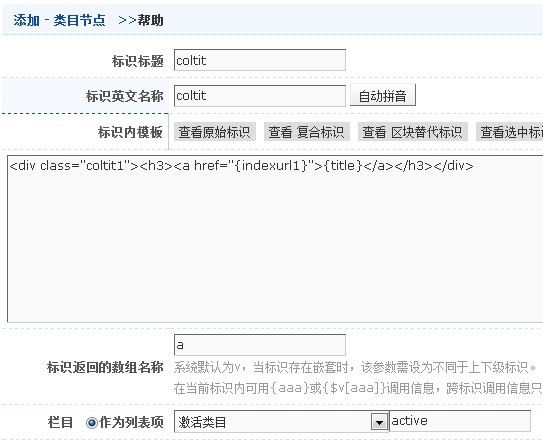 添加 - 类目节点 >>帮助
标识标题 coltit
标识英文名称 coltit 自动拼音
标识内模板 查看原始标识 查看 复合标识 查看 区块替代标识 查看选中标识
<div class="coltit1"><h3><a href="{indexurl1}">{title}</a></h3></div>
a
标识返回的数组名称 系统默认为v，当标识存在嵌套时，该参数需设为不同于上下级标识。
在当前标识内可用{aaa}或{$v[aaa]}调用信息，跨标识调用信息只
栏目 作为列表项 激活类目 active